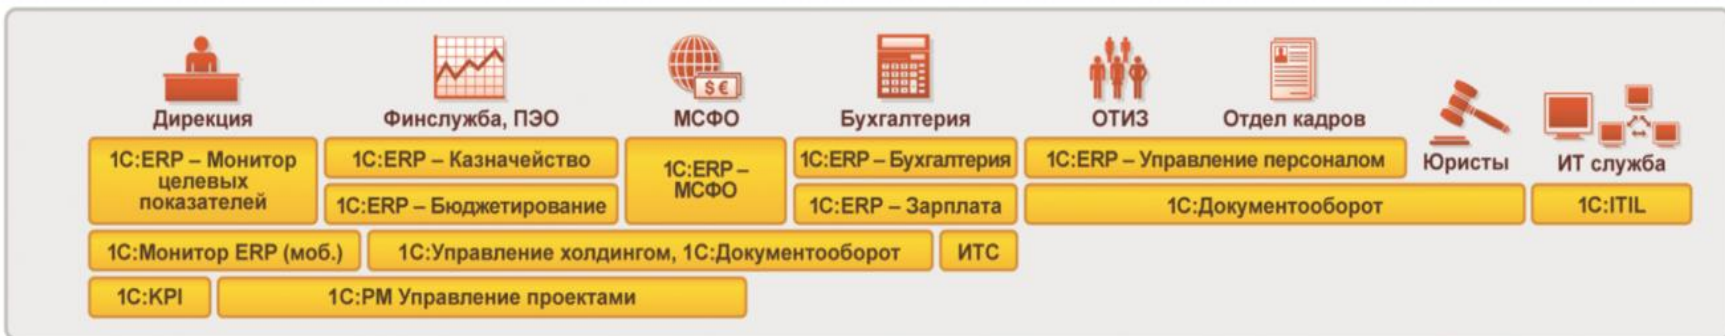 $ €
Дирекция
Финслужба, ПЭО
МСФО
Бухгалтерия
ОТИЗ
Отдел кадров
Юристы
ИТ служба
1С:ERP – Монитор
целевых
показателей
1С:ERP – Казначейство
1С:ERP –
МСФО
1С:ERP – Бухгалтерия
1С:ERP – Управление персоналом
1С:ERP – Бюджетирование
1С:ERP – Зарплата
1С:Документооборот
1С:ITIL
1С:Монитор ERP (моб.)
1С:Управление холдингом, 1С:Документооборот
ИТС
1С:KPI
1С:PM Управление проектами